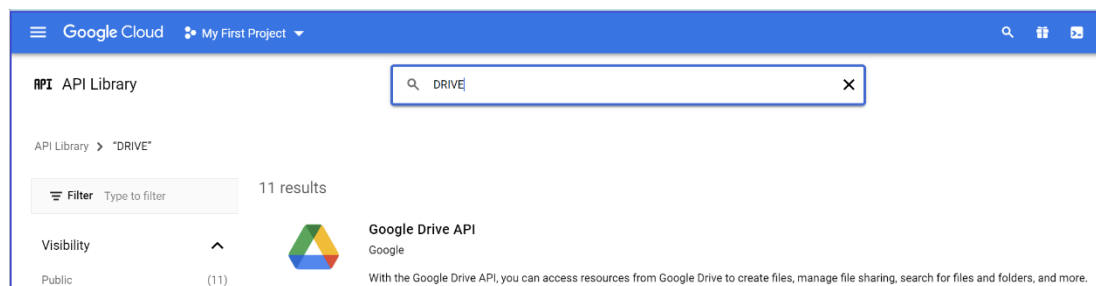 Google Cloud My First Project
API API Library
DRIVE
API Library > "DRIVE"
Filter Type to filter
11 results
Google Drive API
Visibility
Google
Public (11)
With the Google Drive API, you can access resources from Google Drive to create files, manage file sharing, search for files and folders, and more.